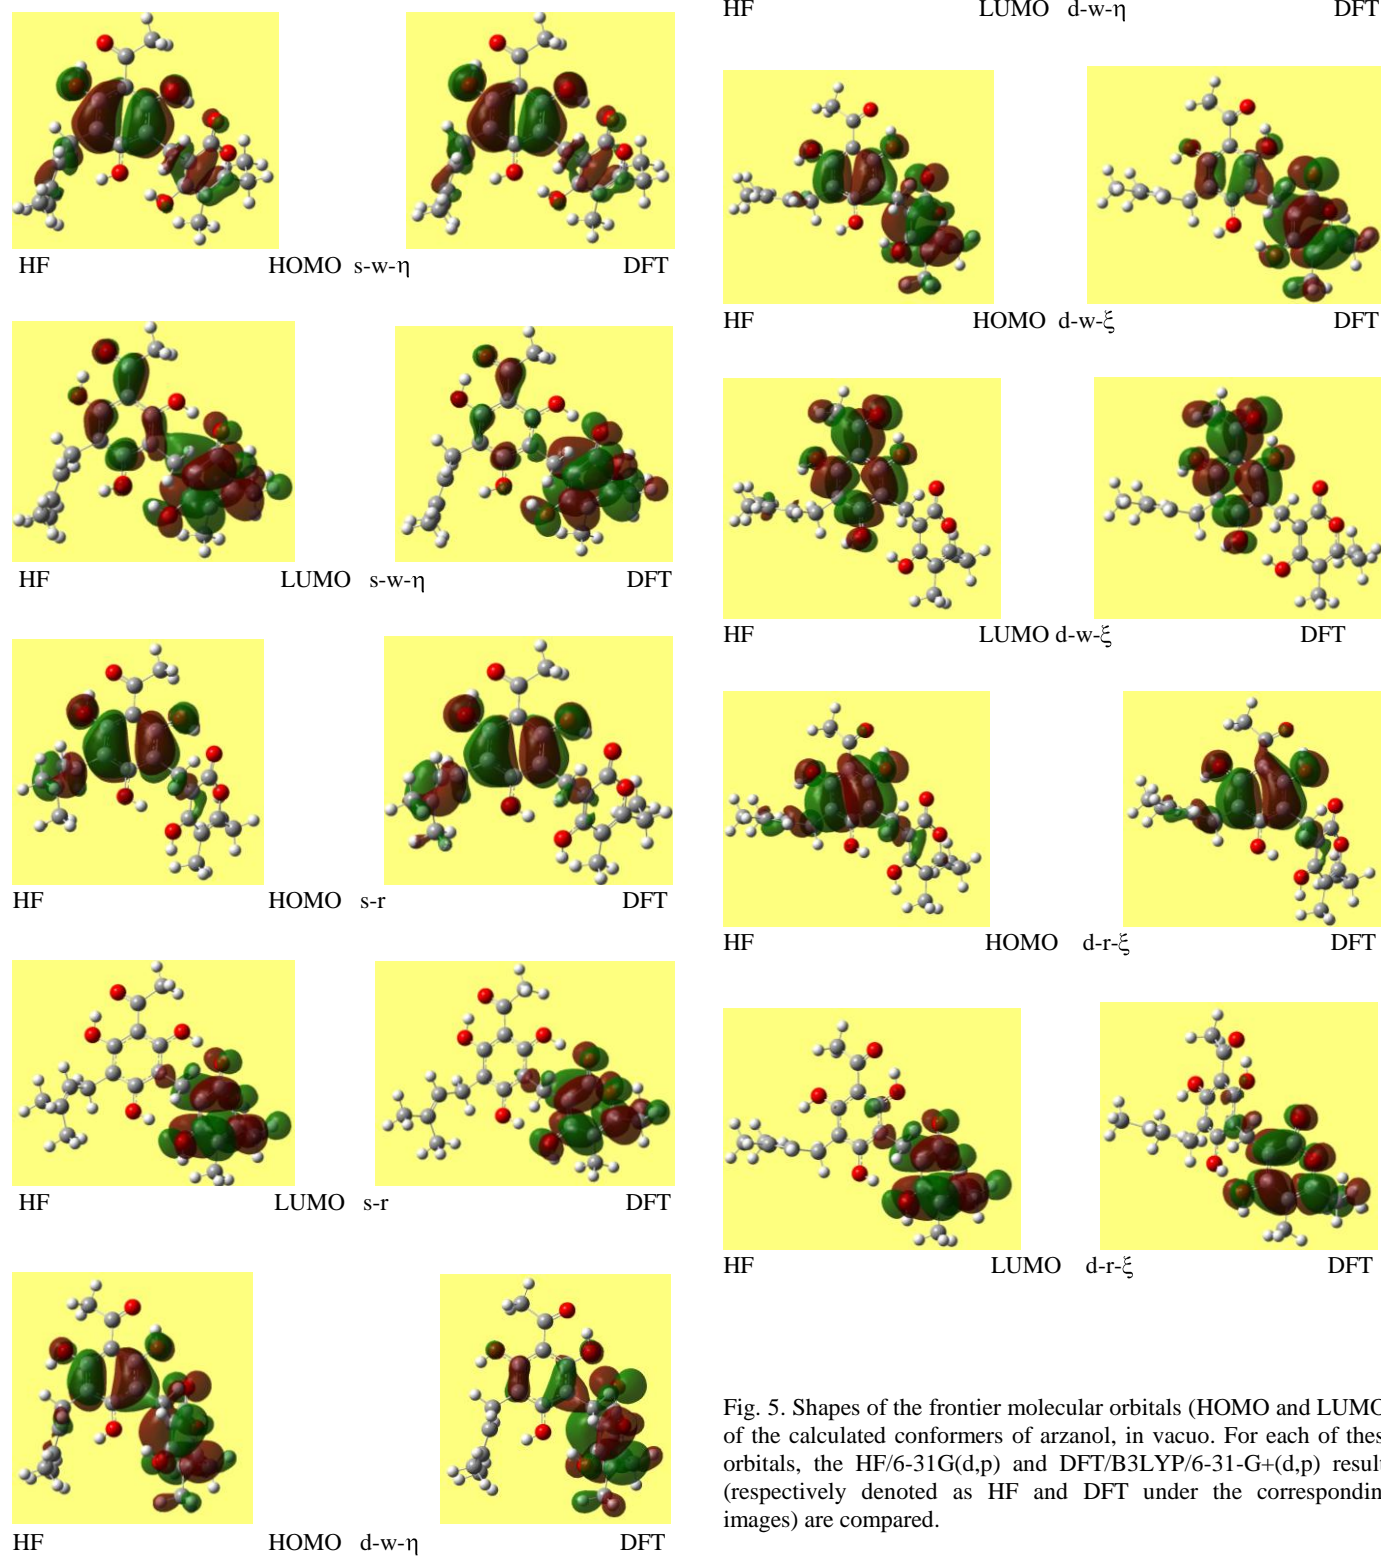 HF HOMO s-w-η DFT
HF LUMO s-w-η DFT
HF HOMO s-r DFT
HF LUMO s-r DFT
HF HOMO d-w-η DFT
HF LUMO d-w-η DFT
HF HOMO d-w-ξ DFT
HF LUMO d-w-ξ DFT
HF HOMO d-r-ξ DFT
HF LUMO d-r-ξ DFT
Fig. 5. Shapes of the frontier molecular orbitals (HOMO and LUMO
of the calculated conformers of arzanol, in vacuo. For each of thes
orbitals, the HF/6-31G(d,p) and DFT/B3LYP/6-31-G+(d,p) result
(respectively denoted as HF and DFT under the correspondin
images) are compared.